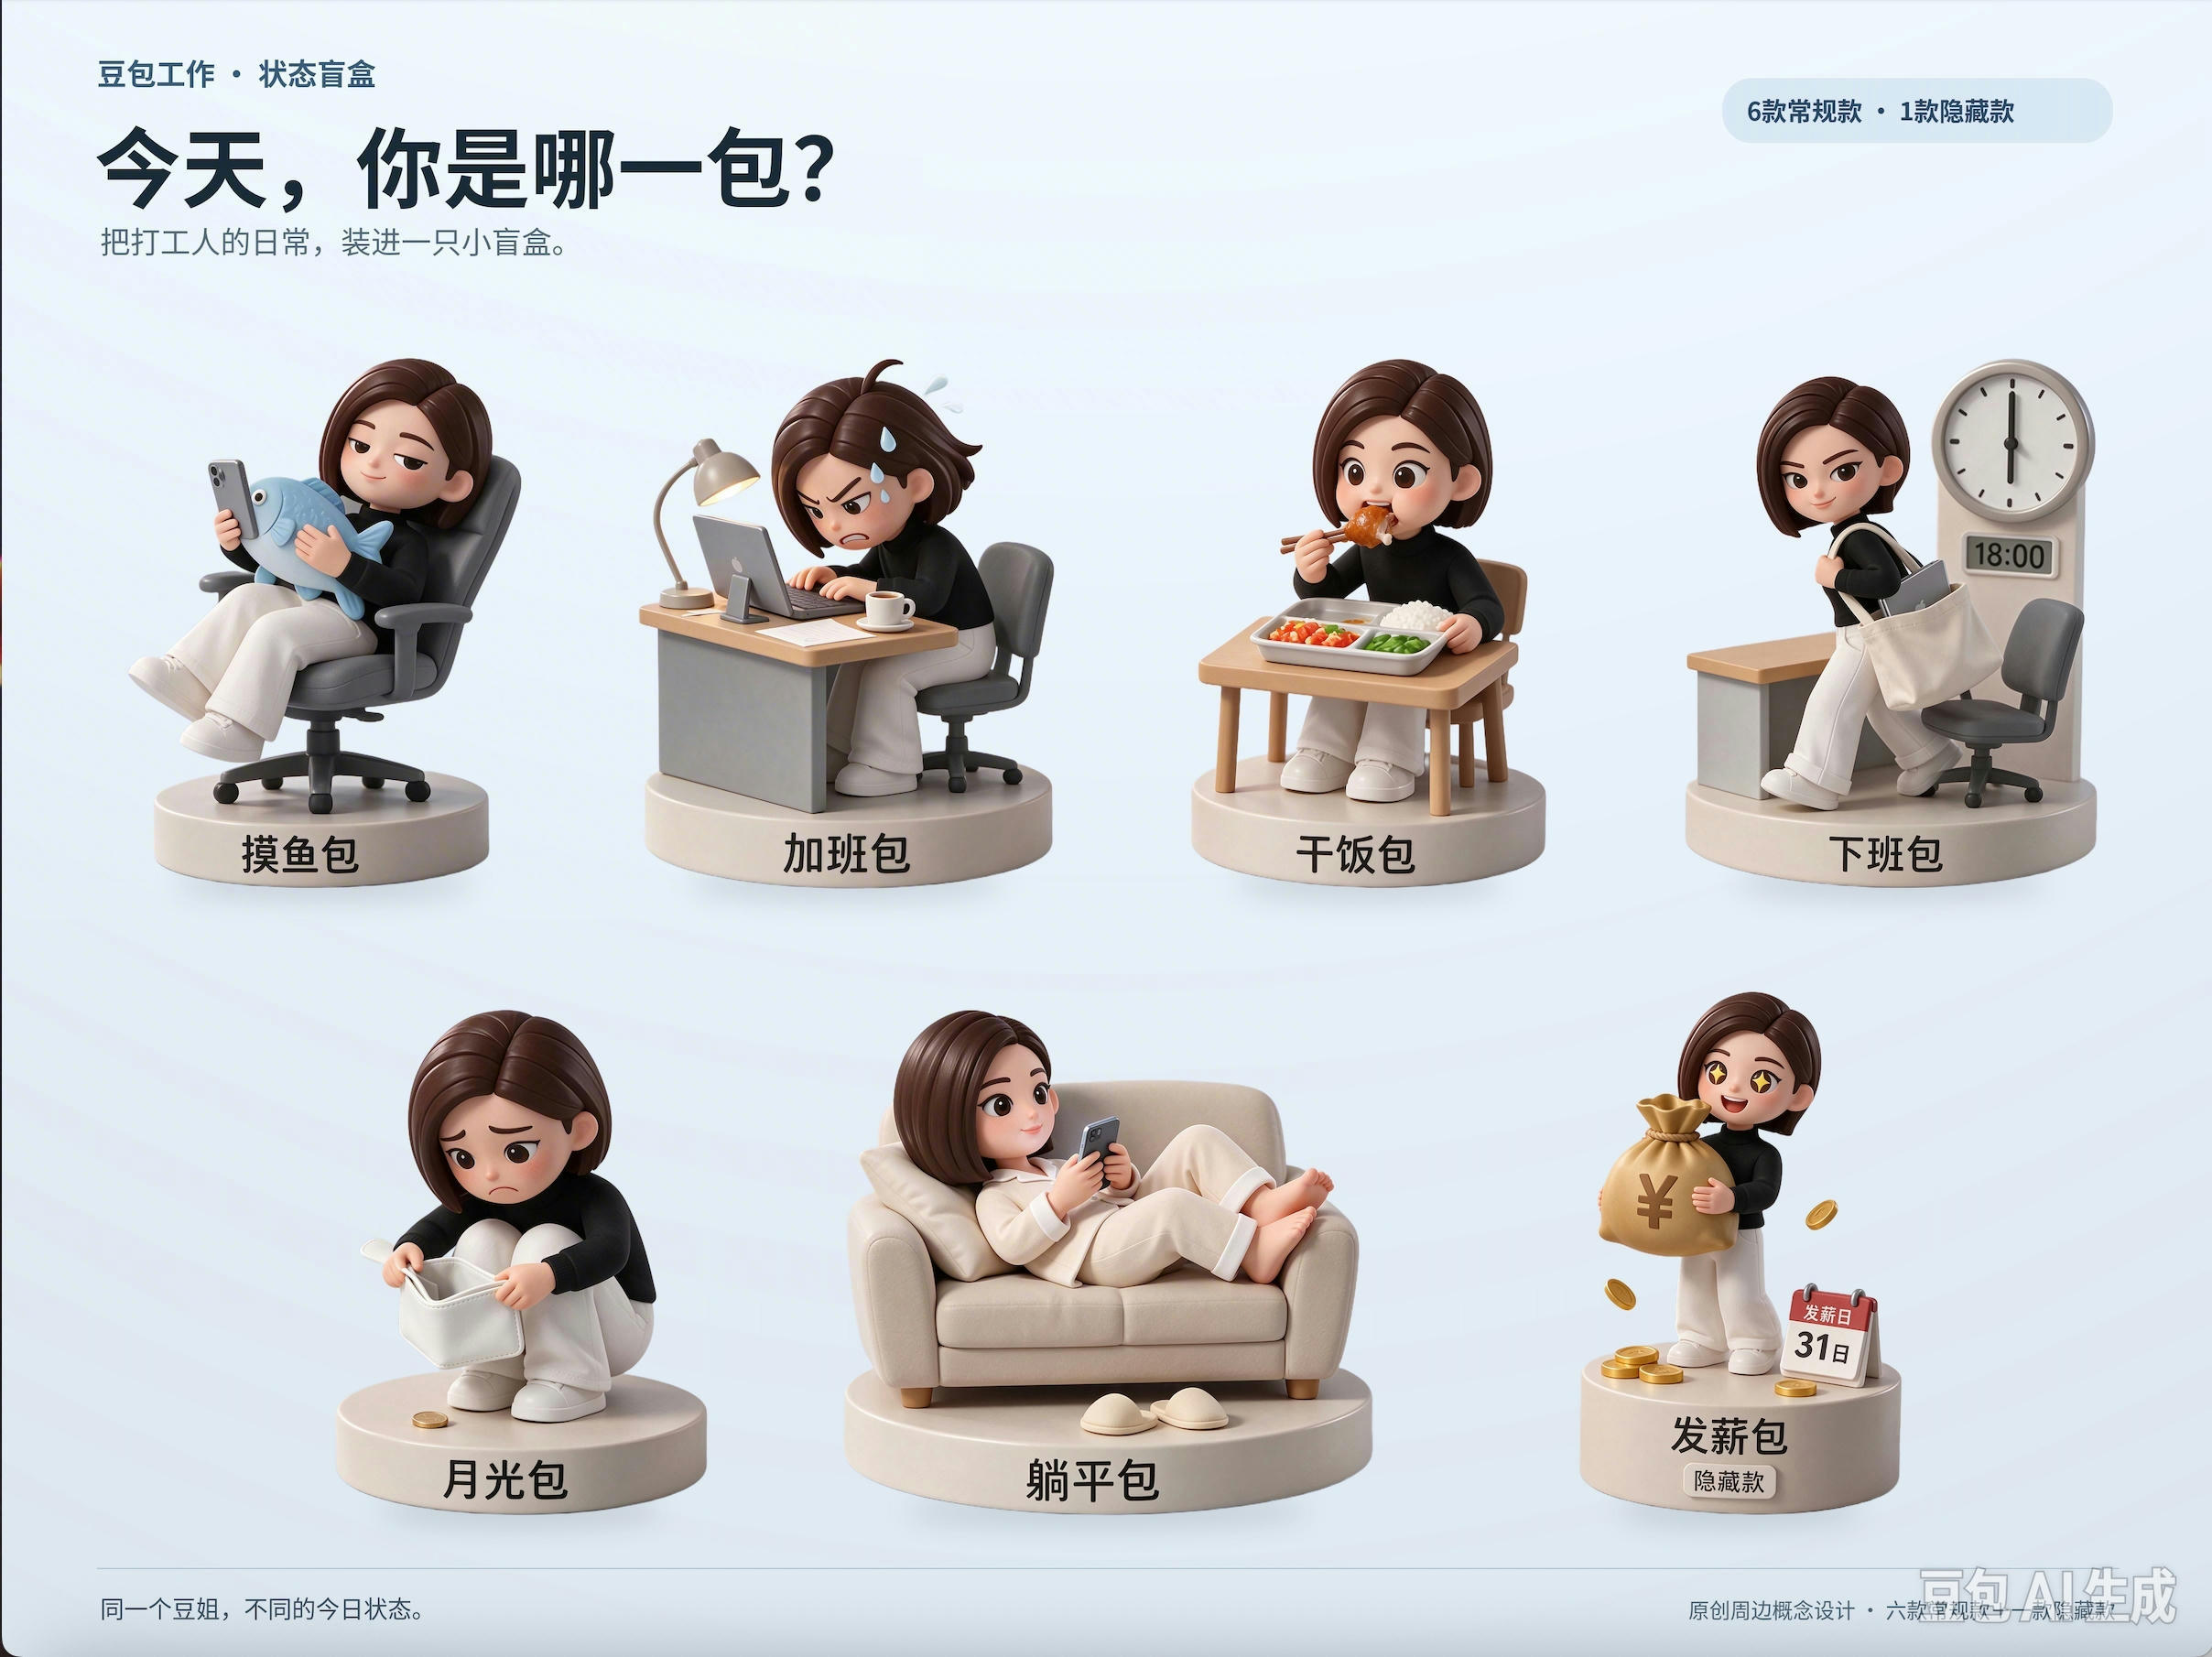 豆包工作 · 状态盲盒
6款常规款 · 1款隐藏款
今天，你是哪一包？
把打工人的日常，装进一只小盲盒。
18:00
摸鱼包
加班包
干饭包
下班包
¥
发薪日
31日
月光包
躺平包
发薪包
隐藏款
同一个豆姐，不同的今日状态。
原创周边概念设计 · 六款常规款＋一款隐藏款
豆包 AI 生成